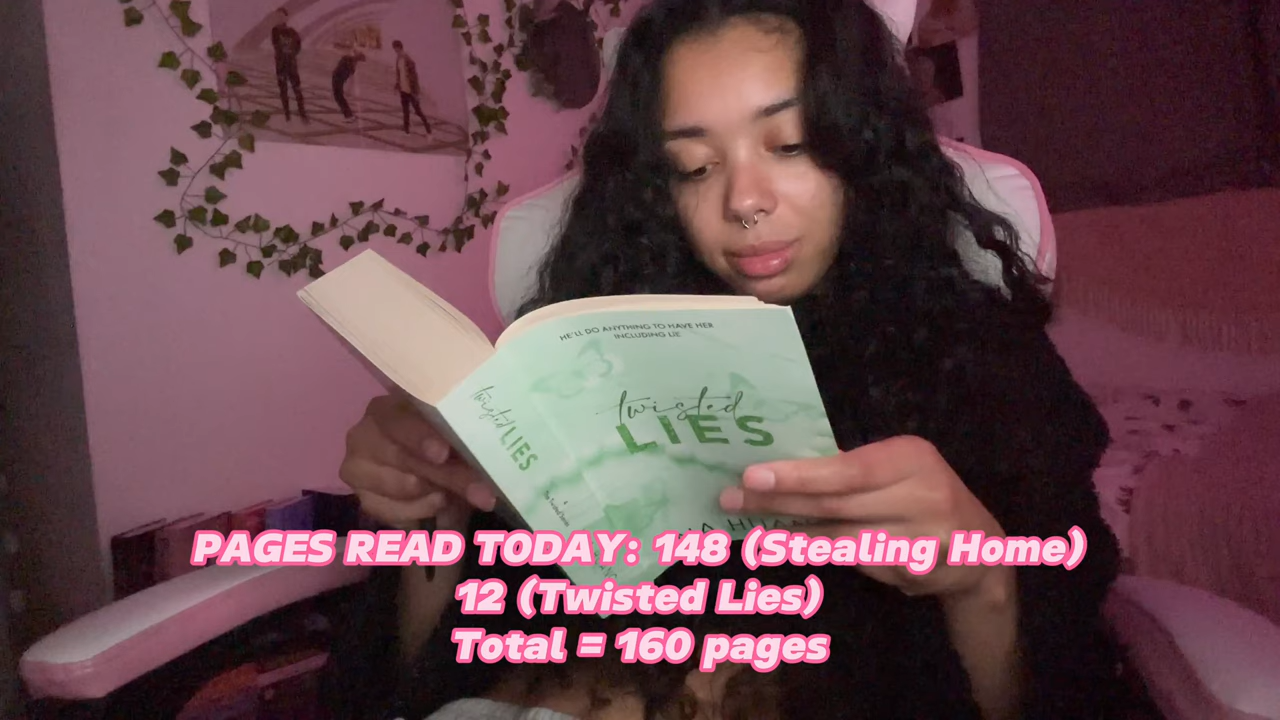 HE'LL DO ANYTHING TO HAVE HER
INCLUDING LIE
twisted
LIES
twisted LIES
PAGES READ TODAY: 148 (Stealing Home)
12 (Twisted Lies)
Total = 160 pages